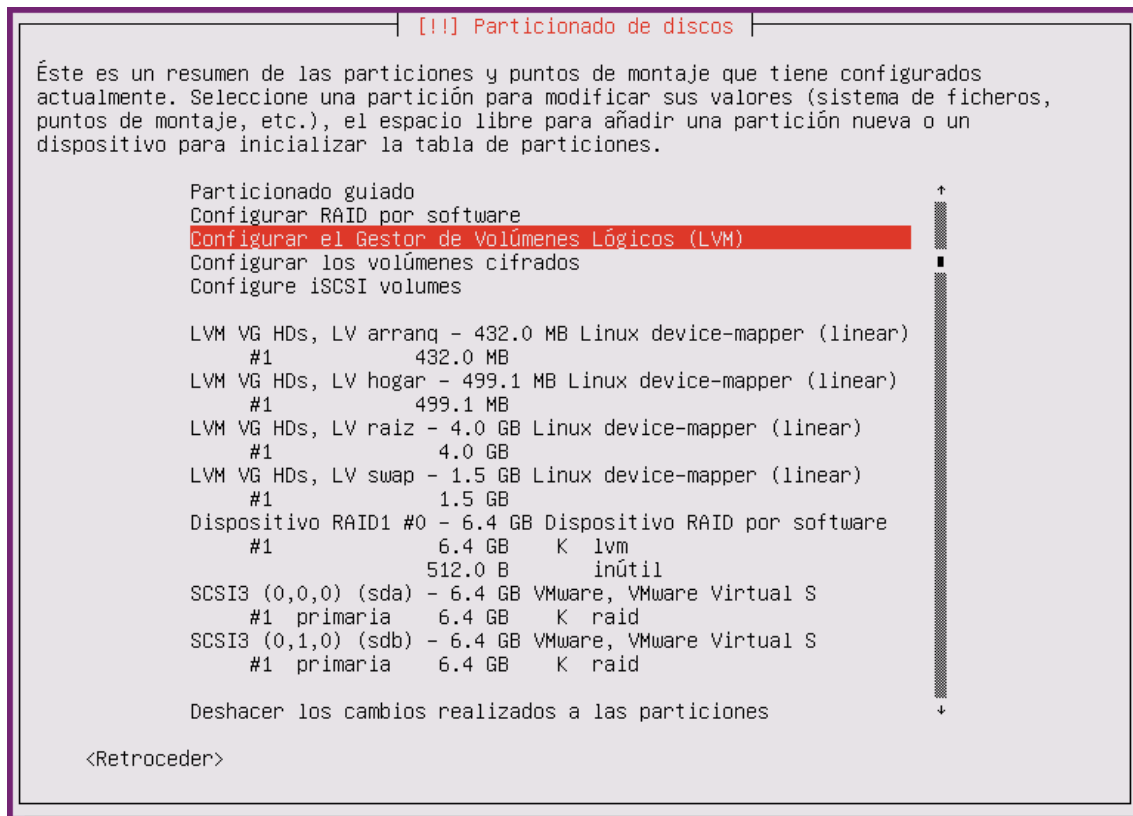 [!!] Particionado de discos
Éste es un resumen de las particiones y puntos de montaje que tiene configurados
actualmente. Seleccione una partición para modificar sus valores (sistema de ficheros,
puntos de montaje, etc.), el espacio libre para añadir una partición nueva o un
dispositivo para inicializar la tabla de particiones.
Particionado guiado
Configurar RAID por software
Configurar el Gestor de Volúmenes Lógicos (LVM)
Configurar los volúmenes cifrados
Configure iSCSI volumes
LVM VG HDs, LV arranq – 432.0 MB Linux device-mapper (linear)
#1 432.0 MB
LVM VG HDs, LV hogar – 499.1 MB Linux device-mapper (linear)
#1 499.1 MB
LVM VG HDs, LV raiz – 4.0 GB Linux device-mapper (linear)
#1 4.0 GB
LVM VG HDs, LV swap – 1.5 GB Linux device-mapper (linear)
#1 1.5 GB
Dispositivo RAID1 #0 – 6.4 GB Dispositivo RAID por software
#1 6.4 GB K lvm
512.0 B inútil
SCSI3 (0,0,0) (sda) – 6.4 GB VMware, VMware Virtual S
#1 primaria 6.4 GB K raid
SCSI3 (0,1,0) (sdb) – 6.4 GB VMware, VMware Virtual S
#1 primaria 6.4 GB K raid
Deshacer los cambios realizados a las particiones
<Retroceder>